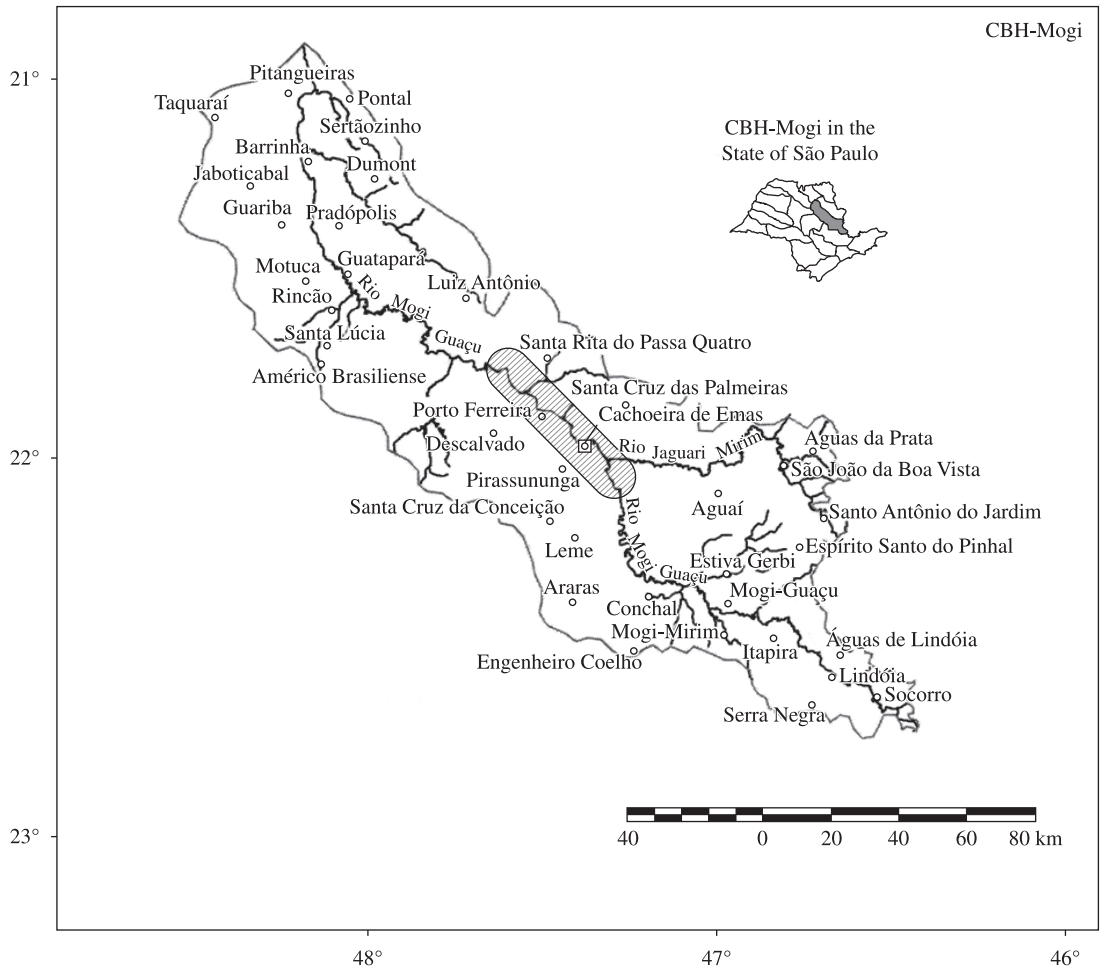 CBH-Mogi
21°
Pitangueiras
Taquaraí
Pontal
Sertãozinho
CBH-Mogi in the
State of São Paulo
Barrinha
Dumont
Jaboticabal
Guariba
Pradópolis
Guatapará
Motuca
Luiz Antônio
Rincão
Rio Mogi Guaçu
Santa Lúcia
Santa Rita do Passa Quatro
Américo Brasiliense
Santa Cruz das Palmeiras
Porto Ferreira
Cachoeira de Emas
Descalvado
Rio Jaguari Mirim
Aguas da Prata
22°
São João da Boa Vista
Pirassununga
Santa Cruz da Conceição
Aguaí
Santo Antônio do Jardim
Rio Mogi Guaçu
Leme
Espírito Santo do Pinhal
Estiva Gerbi
Araras
Mogi-Guaçu
Conchal
Mogi-Mirim
Itapira
Águas de Lindóia
Engenheiro Coelho
Lindóia
Socorro
Serra Negra
40 0 20 40 60 80 km
23°
48° 47° 46°